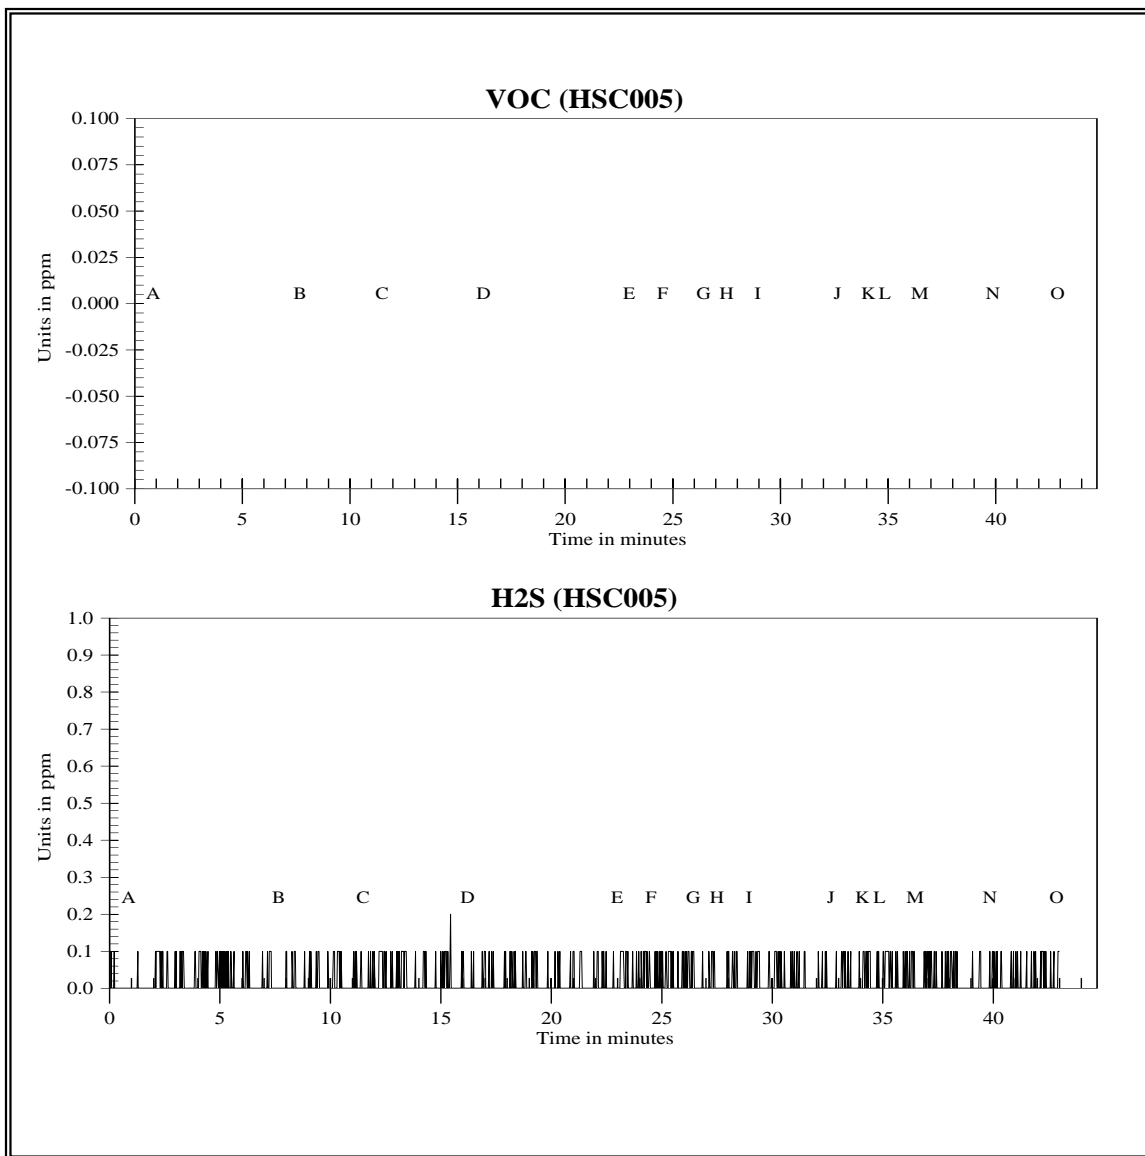 VOC (HSC005)
0.100
0.075
0.050
0.025
0.000
-0.025
-0.050
-0.075
-0.100
Units in ppm
A B C D E F G H I J K L M N O
0 5 10 15 20 25 30 35 40
Time in minutes
H2S (HSC005)
1.0
0.9
0.8
0.7
0.6
0.5
0.4
0.3
0.2
0.1
0.0
Units in ppm
A B C D E F G H I J K L M N O
0 5 10 15 20 25 30 35 40
Time in minutes